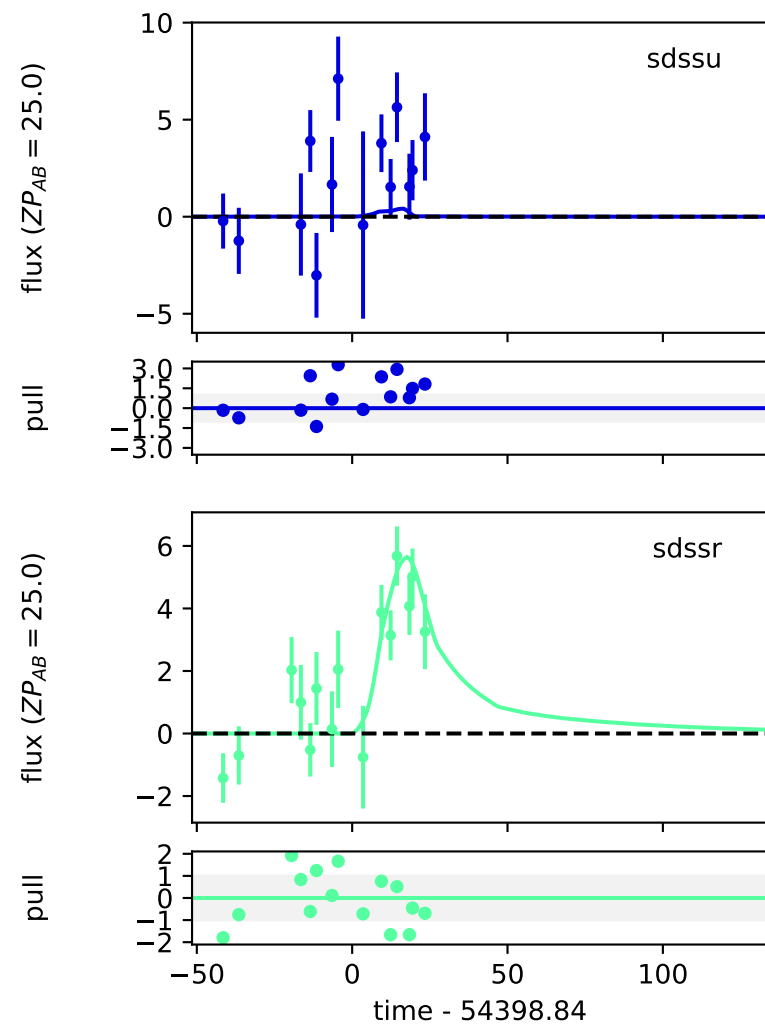 10
sdssu
5
flux (ZP_AB = 25.0)
0
−5
3.0
1.5
pull
0.0
−1.5
−3.0
sdssr
6
4
flux (ZP_AB = 25.0)
2
0
−2
2
1
pull
0
−1
−2
−50 0 50 100
time - 54398.84